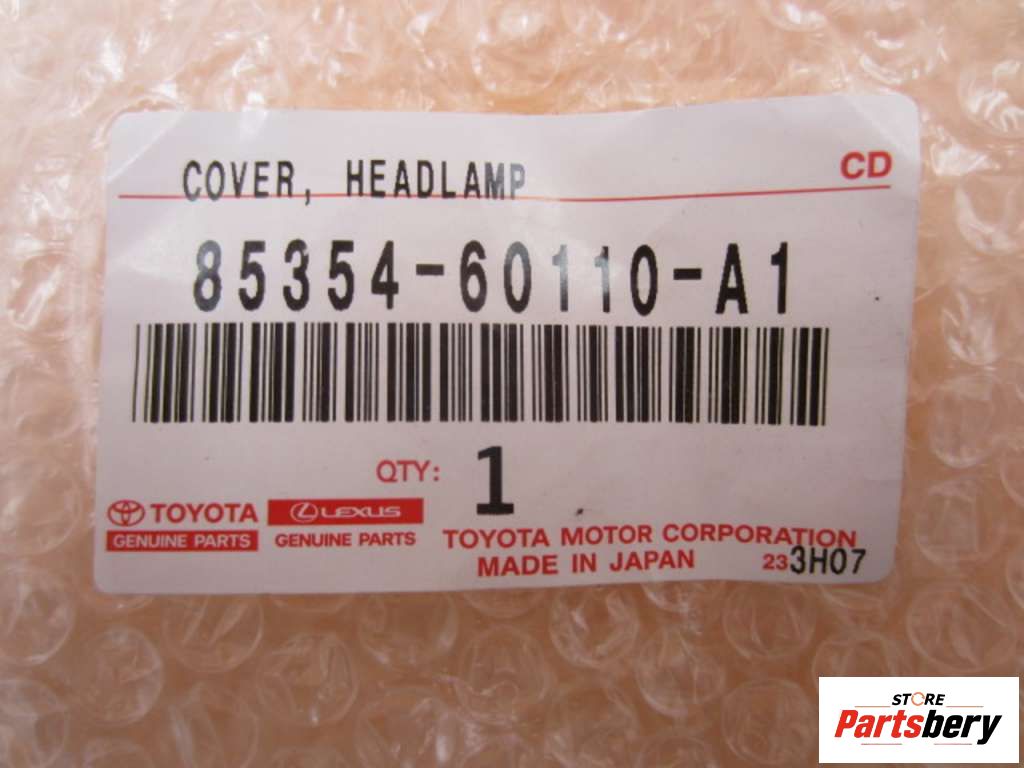 COVER, HEADLAMP
CD
85354-60110-A1
QTY: 1
TOYOTA
GENUINE PARTS
LEXUS
GENUINE PARTS
TOYOTA MOTOR CORPORATION
MADE IN JAPAN
233H07
STORE
Partsbery